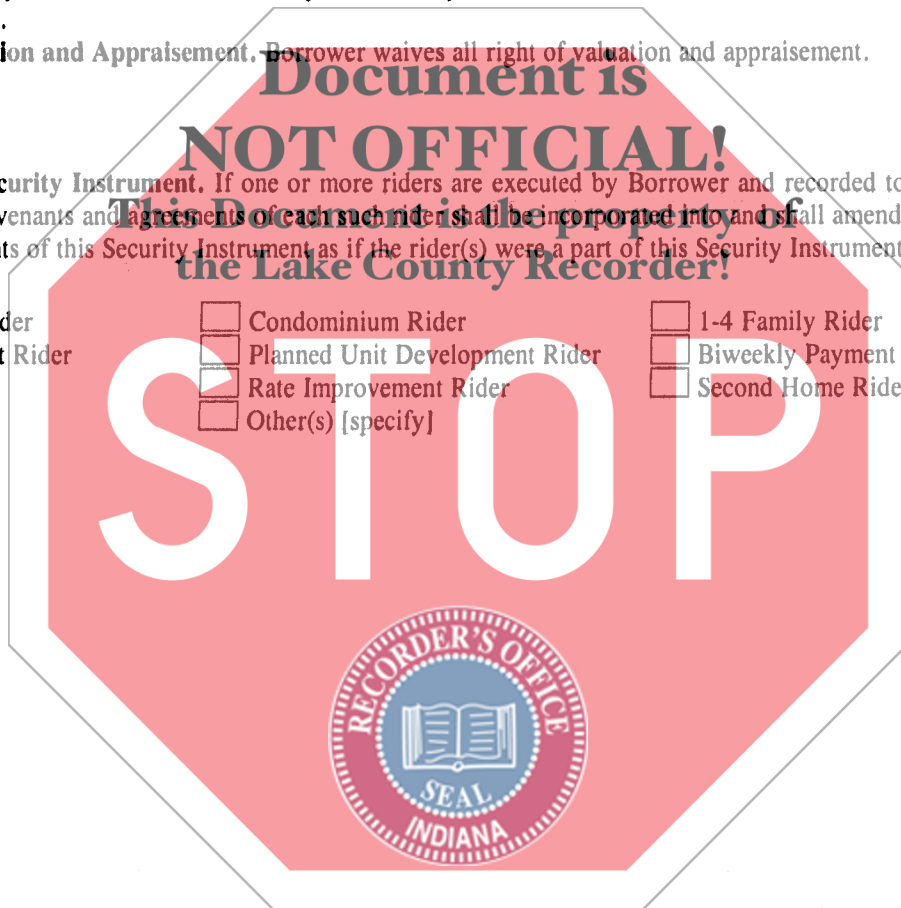 ion and Appraisement. Borrower waives all right of valuation and appraisement.
Document is
NOT OFFICIAL!
curity Instrument. If one or more riders are executed by Borrower and recorded to
venants and agreements of each such rider shall be incorporated into and shall amend
This Document is the property of
ts of this Security Instrument as if the rider(s) were a part of this Security Instrument
the Lake County Recorder!
der
Condominium Rider
1-4 Family Rider
t Rider
Planned Unit Development Rider
Biweekly Payment
Rate Improvement Rider
Second Home Ride
Other(s) [specify]
STOP
RECORDER'S OFFICE
SEAL
INDIANA